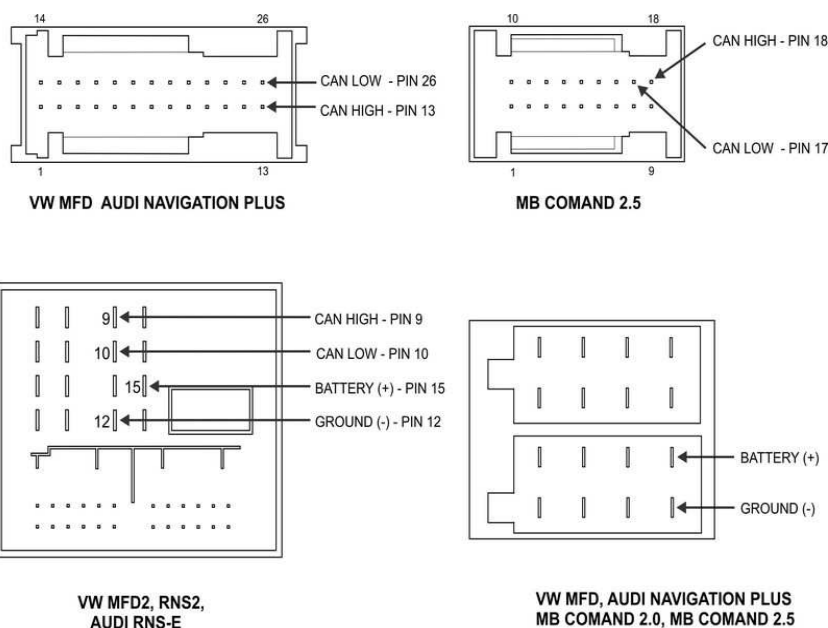 14 26
CAN LOW - PIN 26
CAN HIGH - PIN 13
1 13
VW MFD AUDI NAVIGATION PLUS
10 18
CAN HIGH - PIN 18
CAN LOW - PIN 17
1 9
MB COMAND 2.5
9 CAN HIGH - PIN 9
10 CAN LOW - PIN 10
15 BATTERY (+) - PIN 15
12 GROUND (-) - PIN 12
VW MFD2, RNS2,
AUDI RNS-E
BATTERY (+)
GROUND (-)
VW MFD, AUDI NAVIGATION PLUS
MB COMAND 2.0, MB COMAND 2.5